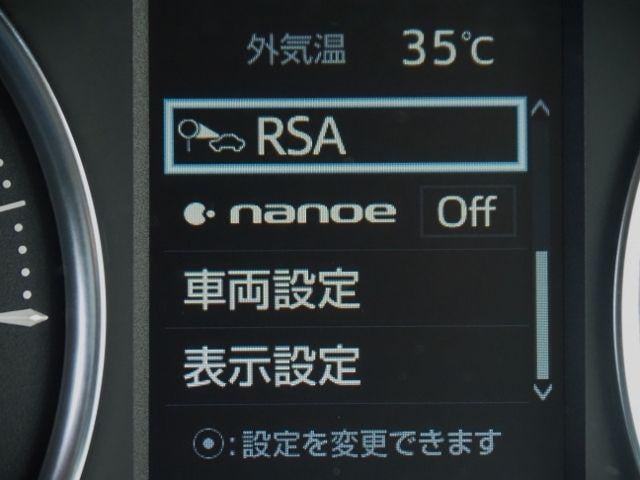 外気温 35℃
RSA
nanoe Off
車両設定
表示設定
⦿:設定を変更できます